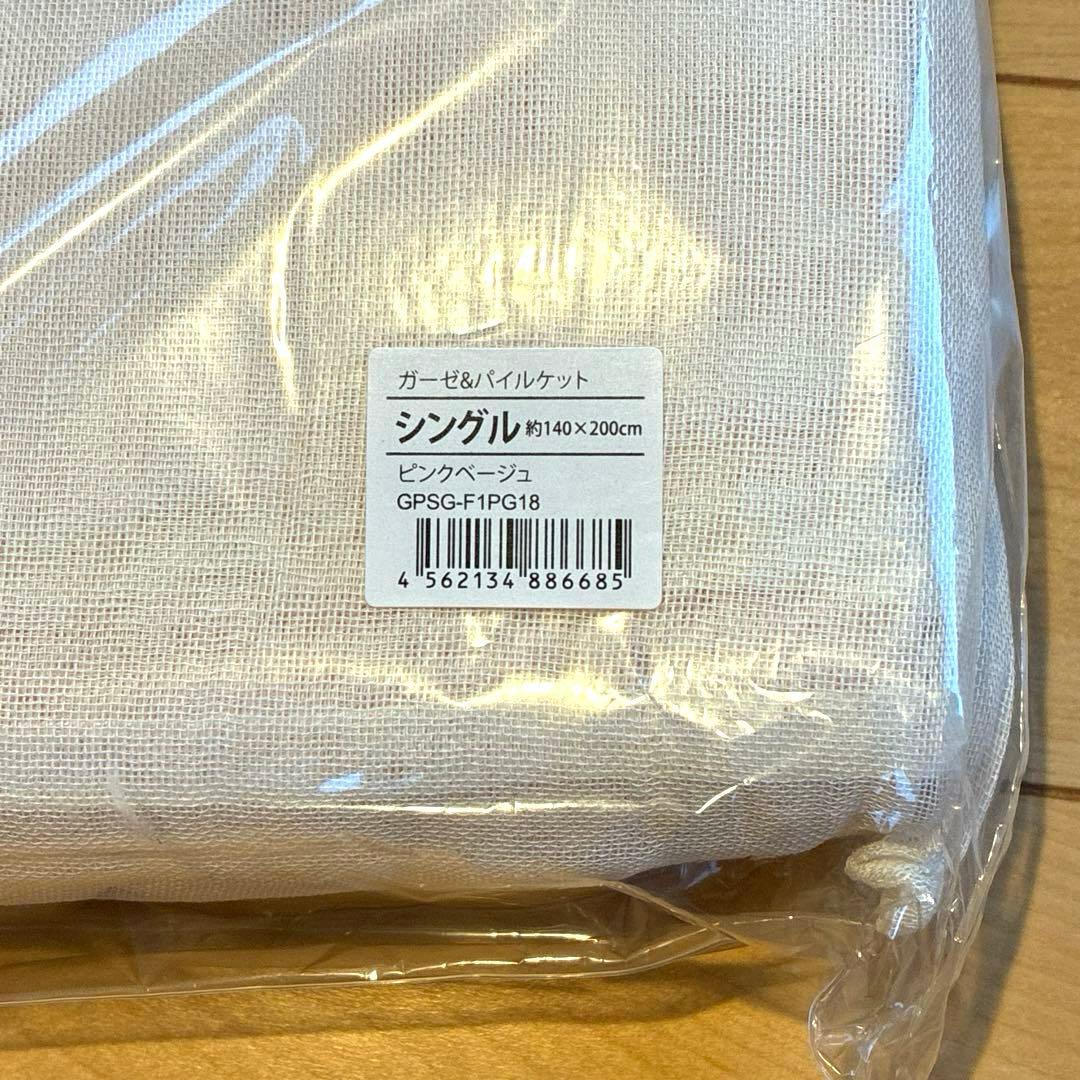 ガーゼ&パイルケット
シングル 約140×200cm
ピンクベージュ
GPSG-F1PG18
4 562134 886685